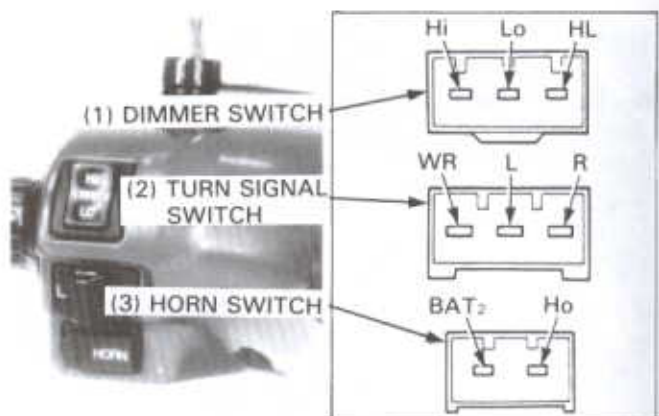 Hi Lo HL
(1) DIMMER SWITCH
WR L R
(2) TURN SIGNAL
SWITCH
(3) HORN SWITCH
BAT₂ Ho
HORN